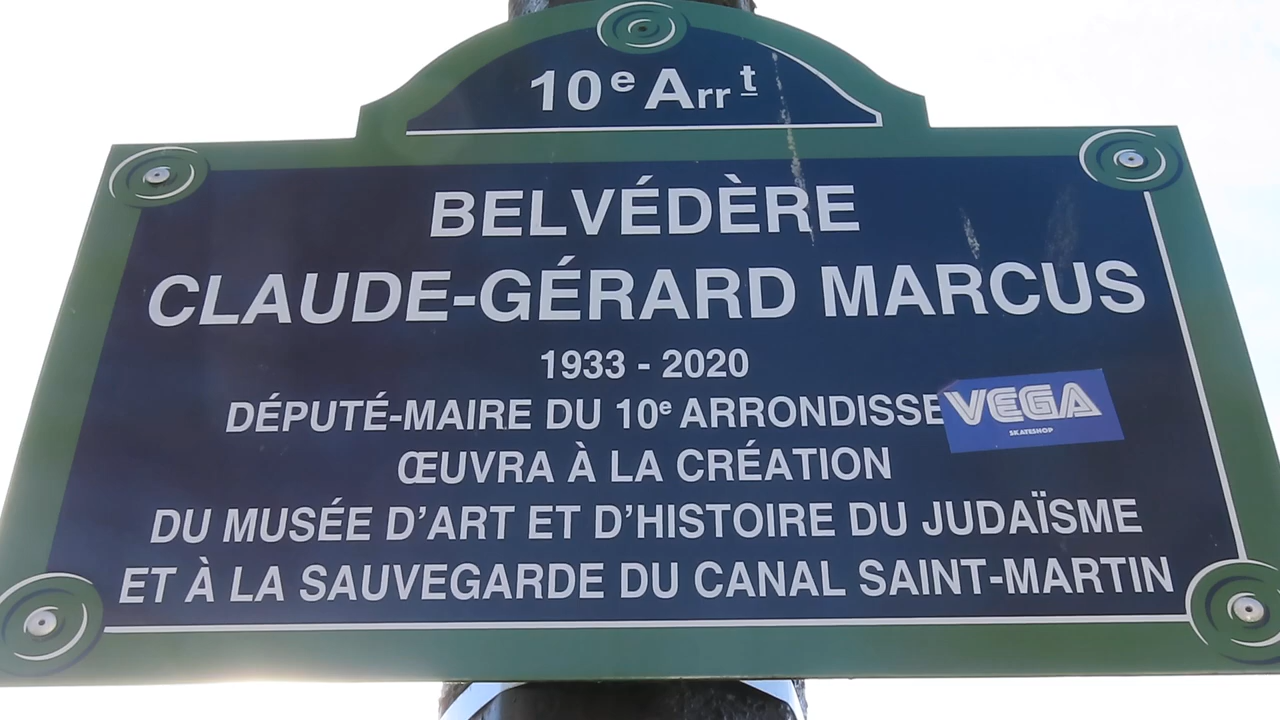 10e Arrt
BELVÉDÈRE
CLAUDE-GÉRARD MARCUS
1933 - 2020
DÉPUTÉ-MAIRE DU 10e ARRONDISSE
VEGA
SKATESHOP
ŒUVRA À LA CRÉATION
DU MUSÉE D'ART ET D'HISTOIRE DU JUDAÏSME
ET À LA SAUVEGARDE DU CANAL SAINT-MARTIN